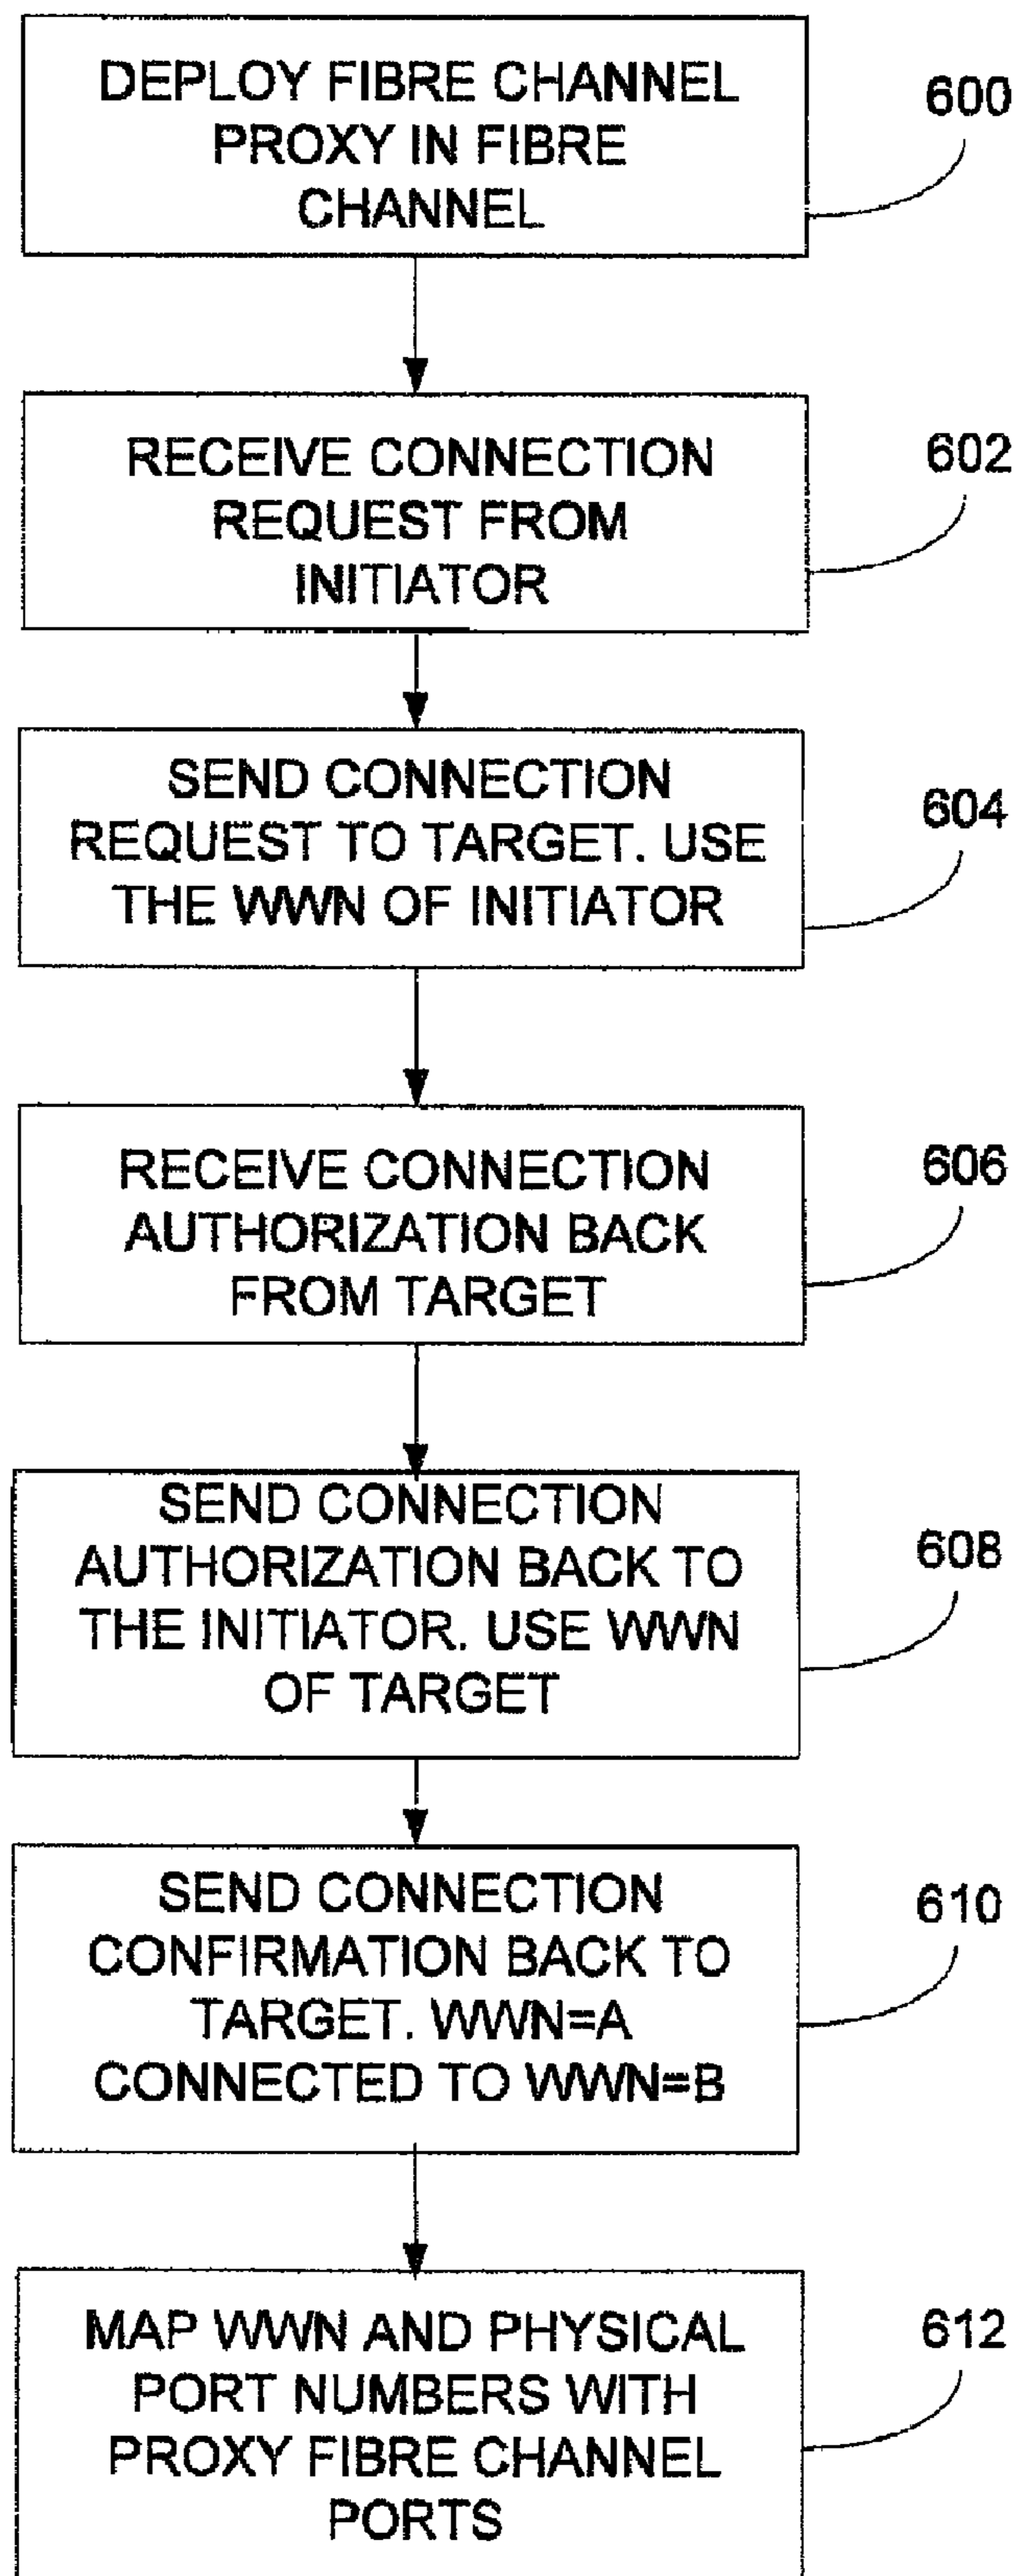 DEPLOY FIBRE CHANNEL
PROXY IN FIBRE
CHANNEL
600
RECEIVE CONNECTION
REQUEST FROM
INITIATOR
602
SEND CONNECTION
REQUEST TO TARGET. USE
THE WWN OF INITIATOR
604
RECEIVE CONNECTION
AUTHORIZATION BACK
FROM TARGET
606
SEND CONNECTION
AUTHORIZATION BACK TO
THE INITIATOR. USE WWN
OF TARGET
608
SEND CONNECTION
CONFIRMATION BACK TO
TARGET. WWN=A
CONNECTED TO WWN=B
610
MAP WWN AND PHYSICAL
PORT NUMBERS WITH
PROXY FIBRE CHANNEL
PORTS
612